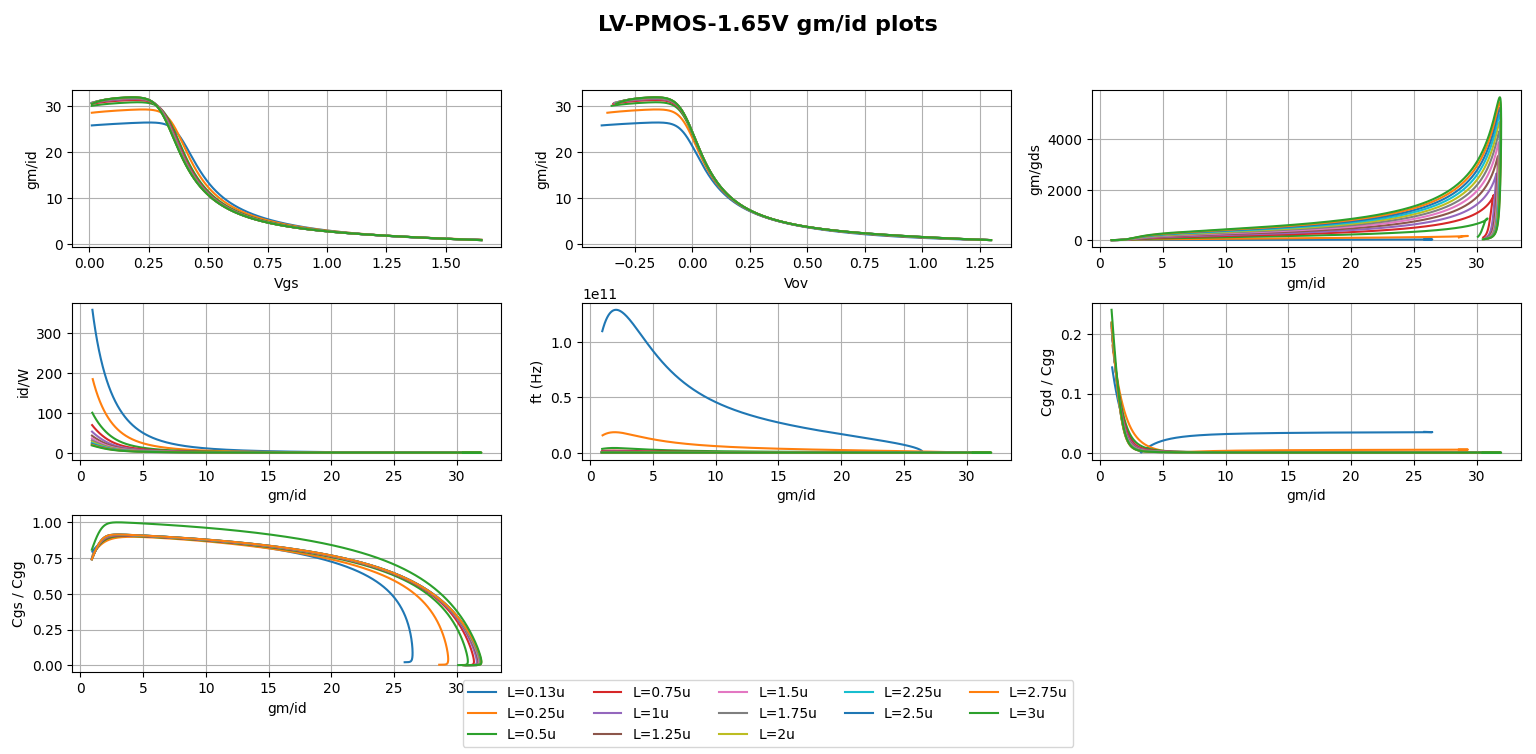 LV-PMOS-1.65V gm/id plots
gm/id
30
20
10
0
0.00 0.25 0.50 0.75 1.00 1.25 1.50
Vgs
gm/id
30
20
10
0
−0.25 0.00 0.25 0.50 0.75 1.00 1.25
Vov
gm/gds
4000
2000
0
0 5 10 15 20 25 30
gm/id
id/W
300
200
100
0
0 5 10 15 20 25 30
gm/id
1e11
ft (Hz)
1.0
0.5
0.0
0 5 10 15 20 25 30
gm/id
Cgd / Cgg
0.2
0.1
0.0
0 5 10 15 20 25 30
gm/id
Cgs / Cgg
1.00
0.75
0.50
0.25
0.00
0 5 10 15 20 25 30
gm/id
L=0.13u L=0.75u L=1.5u L=2.25u L=2.75u
L=0.25u L=1u L=1.75u L=2.5u L=3u
L=0.5u L=1.25u L=2u